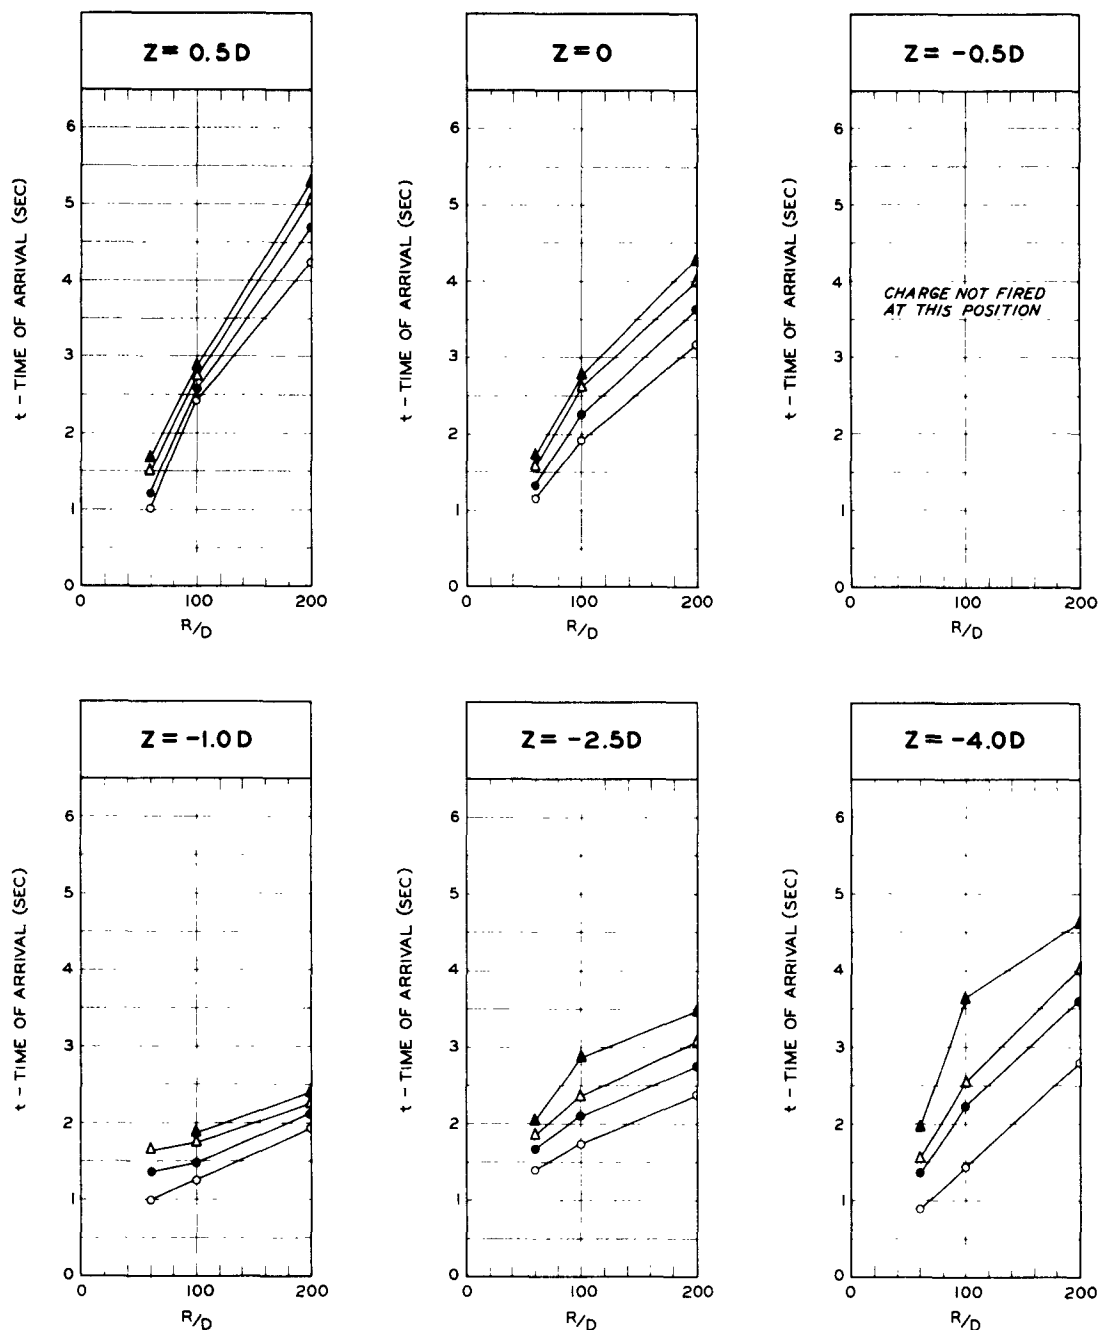 Z = 0.5 D
t - TIME OF ARRIVAL (SEC)
6
5
4
3
2
1
0
0 100 200
R/D
Z = 0
t - TIME OF ARRIVAL (SEC)
6
5
4
3
2
1
0
0 100 200
R/D
Z = -0.5D
t - TIME OF ARRIVAL (SEC)
6
5
4
3
2
1
0
CHARGE NOT FIRED
AT THIS POSITION
0 100 200
R/D
Z = -1.0 D
t - TIME OF ARRIVAL (SEC)
6
5
4
3
2
1
0
0 100 200
R/D
Z = -2.5D
t - TIME OF ARRIVAL (SEC)
6
5
4
3
2
1
0
0 100 200
R/D
Z = -4.0D
t - TIME OF ARRIVAL (SEC)
6
5
4
3
2
1
0
0 100 200
R/D